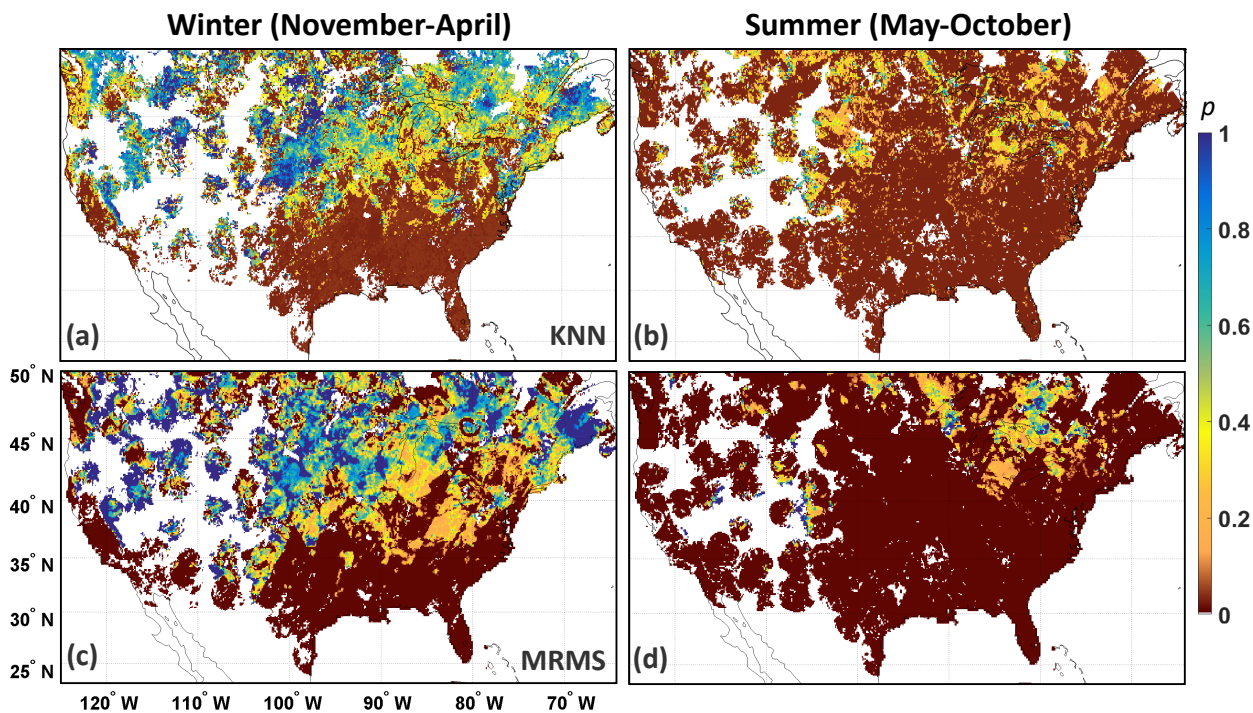 Winter (November-April)
Summer (May-October)
(a)
KNN
(b)
p
1
0.8
0.6
0.4
0.2
0
50° N
45° N
40° N
35° N
30° N
25° N
(c)
MRMS
(d)
120° W
110° W
100° W
90° W
80° W
70° W